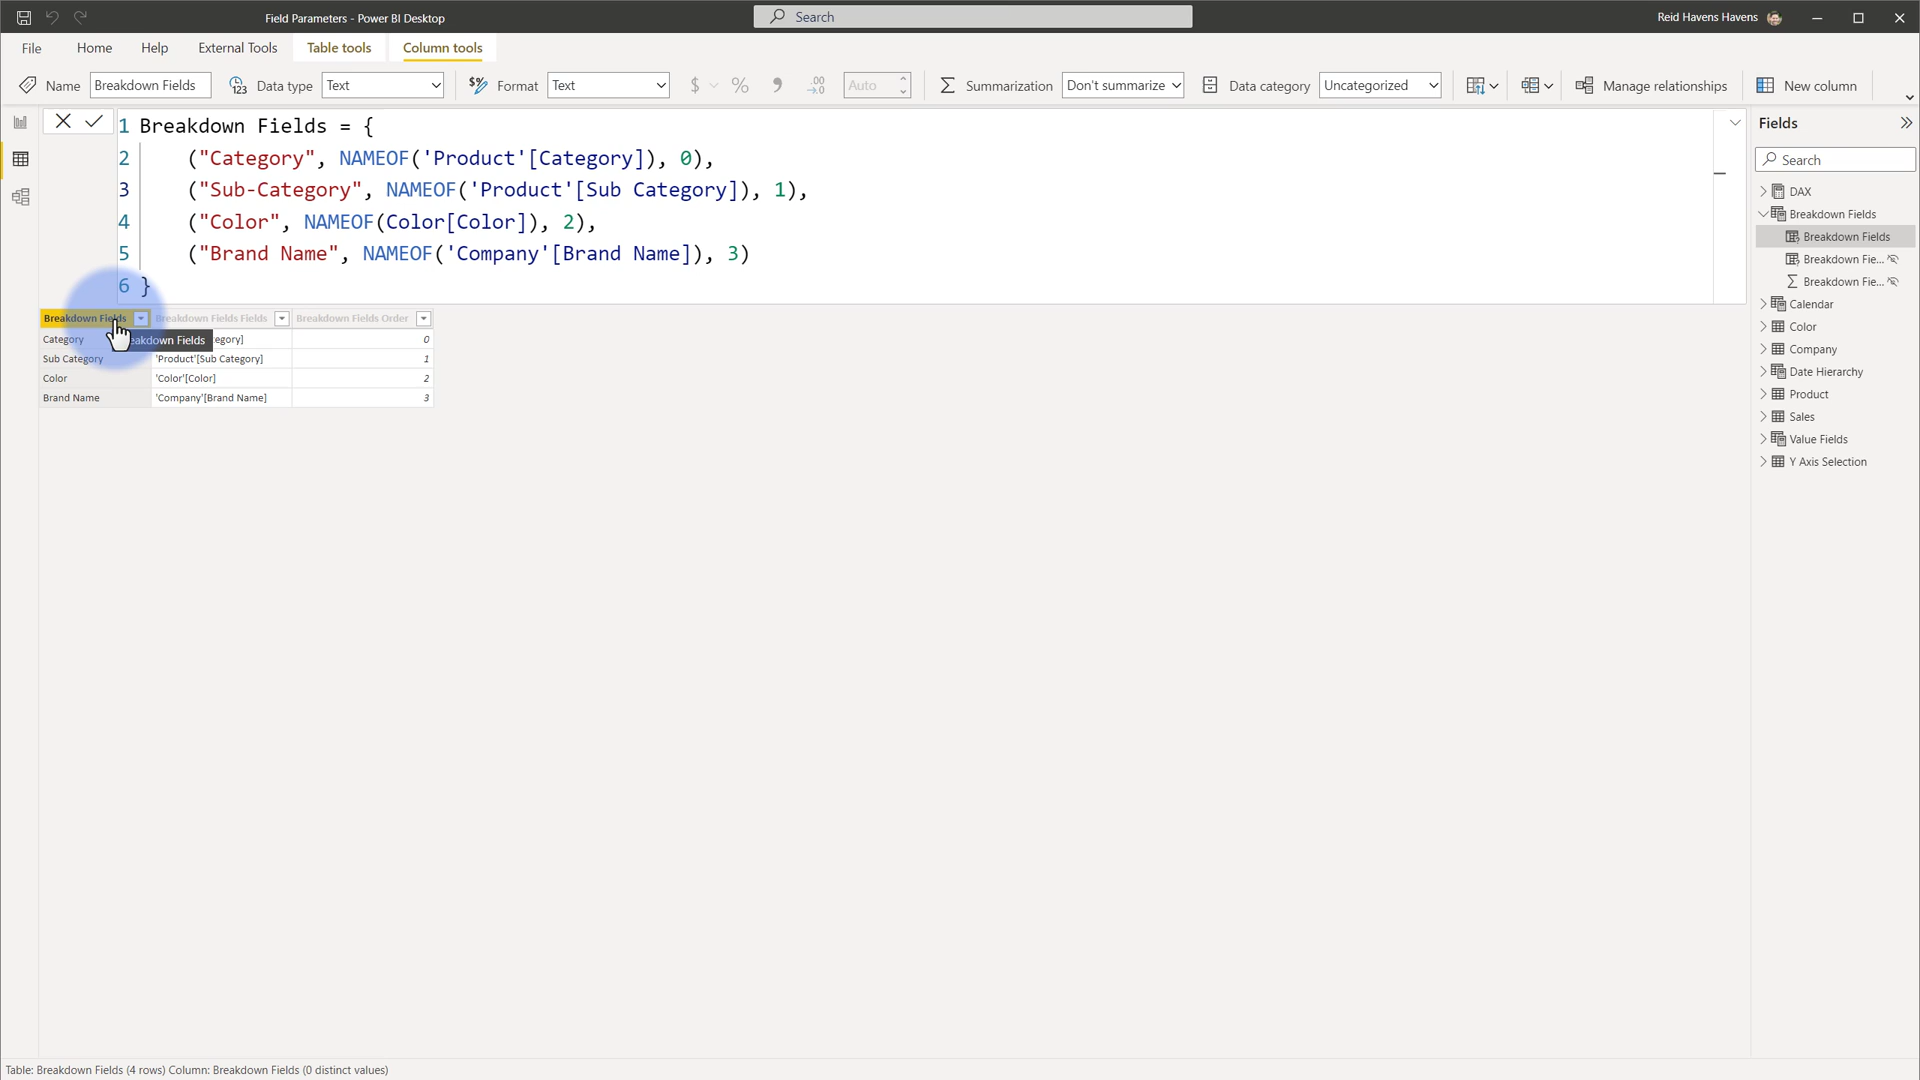 Field Parameters - Power BI Desktop
Search
Reid Havens Havens
File Home Help External Tools Table tools Column tools
Name Breakdown Fields Data type Text Format Text $ % 9 .00 Auto Summarization Don't summarize Data category Uncategorized Manage relationships New column
1 Breakdown Fields = {
2 ("Category", NAMEOF('Product'[Category]), 0),
3 ("Sub-Category", NAMEOF('Product'[Sub Category]), 1),
4 ("Color", NAMEOF(Color[Color]), 2),
5 ("Brand Name", NAMEOF('Company'[Brand Name]), 3)
6 }
Breakdown Fields Breakdown Fields Fields Breakdown Fields Order
Category 0
Sub Category 'Product'[Sub Category] 1
Color 'Color'[Color] 2
Brand Name 'Company'[Brand Name] 3
Fields
Search
DAX
Breakdown Fields
Breakdown Fields
Breakdown Fie...
Breakdown Fie...
Calendar
Color
Company
Date Hierarchy
Product
Sales
Value Fields
Y Axis Selection
Table: Breakdown Fields (4 rows) Column: Breakdown Fields (0 distinct values)